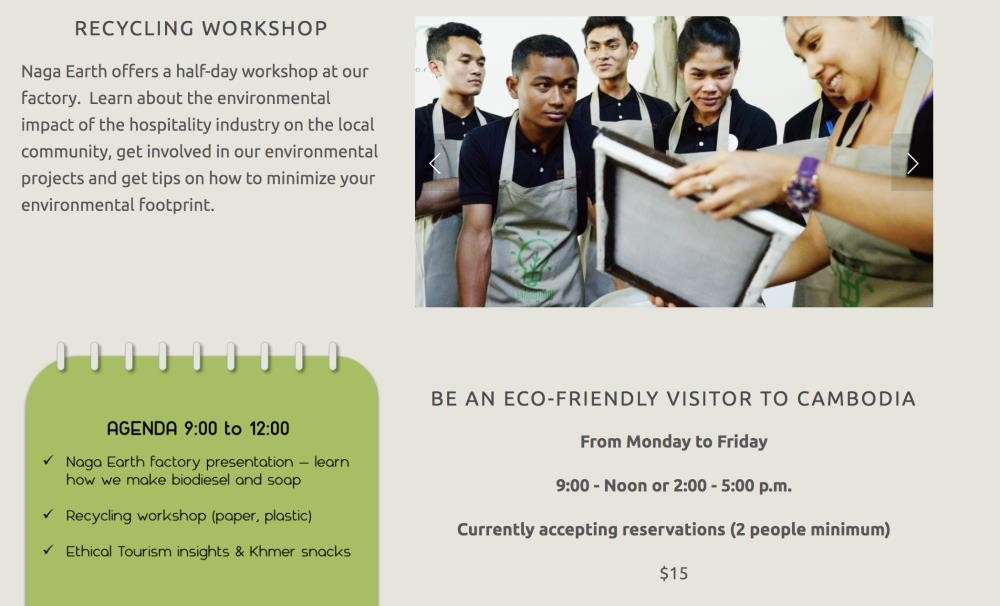 RECYCLING WORKSHOP
Naga Earth offers a half-day workshop at our
factory.  Learn about the environmental
impact of the hospitality industry on the local
community, get involved in our environmental
projects and get tips on how to minimize your
environmental footprint.
AGENDA 9:00 to 12:00
✓ Naga Earth factory presentation – learn
how we make biodiesel and soap
✓ Recycling workshop (paper, plastic)
✓ Ethical Tourism insights & Khmer snacks
BE AN ECO-FRIENDLY VISITOR TO CAMBODIA
From Monday to Friday
9:00 - Noon or 2:00 - 5:00 p.m.
Currently accepting reservations (2 people minimum)
$15